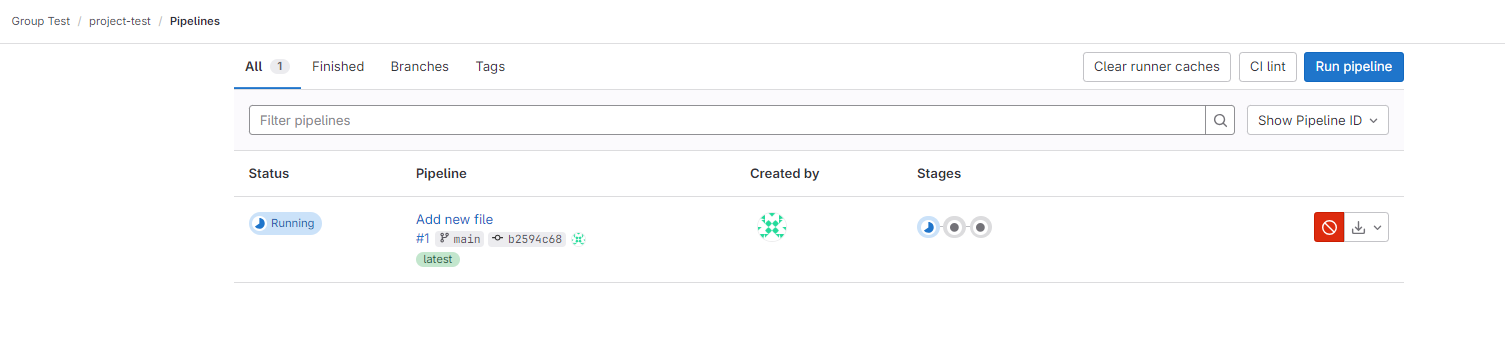 Group Test / project-test / Pipelines
All 1 Finished Branches Tags Clear runner caches CI lint Run pipeline
Filter pipelines Show Pipeline ID
Status Pipeline Created by Stages
Running Add new file
#1 main b2594c68
latest